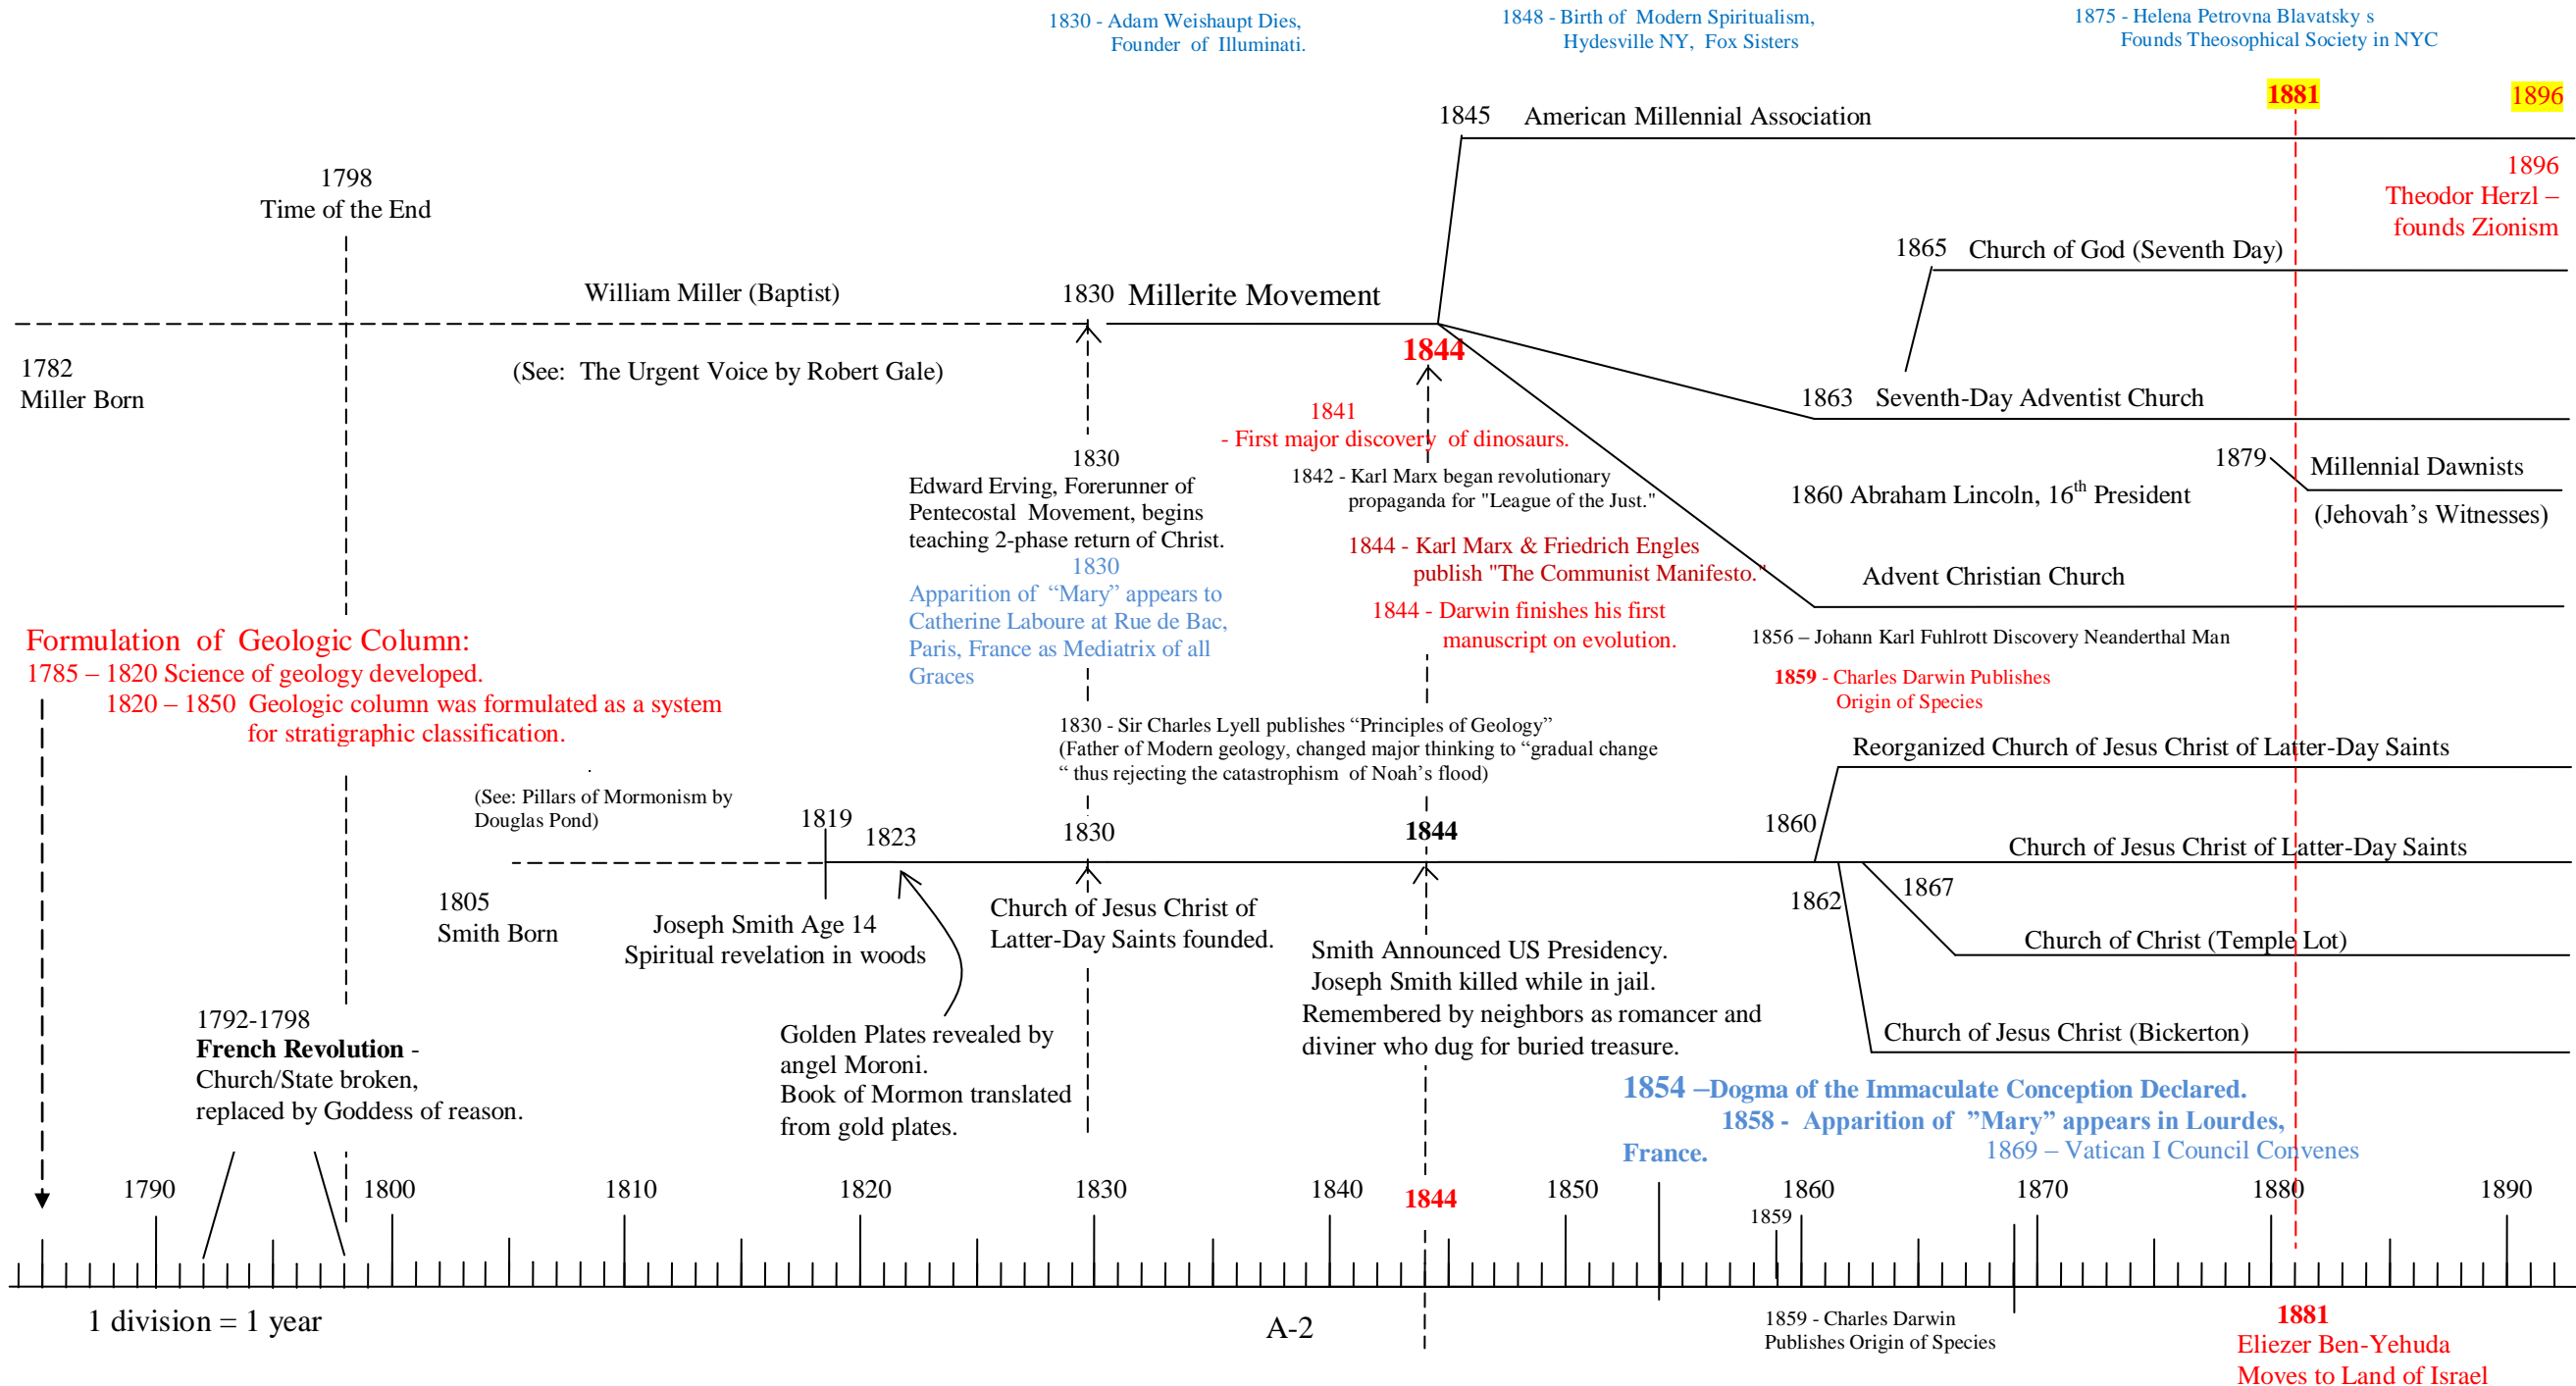 1830 - Adam Weishaupt Dies,
Founder of Illuminati.
1848 - Birth of Modern Spiritualism,
Hydesville NY, Fox Sisters
1875 - Helena Petrovna Blavatsky s
Founds Theosophical Society in NYC
1881
1896
1845 American Millennial Association
1896
Theodor Herzl –
founds Zionism
1798
Time of the End
1865 Church of God (Seventh Day)
William Miller (Baptist)
1830 Millerite Movement
1844
1782
Miller Born
(See: The Urgent Voice by Robert Gale)
1863 Seventh-Day Adventist Church
1841
- First major discovery of dinosaurs.
1842 - Karl Marx began revolutionary
propaganda for "League of the Just."
1879 Millennial Dawnists
(Jehovah’s Witnesses)
1860 Abraham Lincoln, 16th President
1830
Edward Erving, Forerunner of
Pentecostal Movement, begins
teaching 2-phase return of Christ.
1830
Apparition of “Mary” appears to
Catherine Laboure at Rue de Bac,
Paris, France as Mediatrix of all
Graces
1844 - Karl Marx & Friedrich Engles
publish "The Communist Manifesto."
1844 - Darwin finishes his first
manuscript on evolution.
Advent Christian Church
1856 – Johann Karl Fuhlrott Discovery Neanderthal Man
1859 - Charles Darwin Publishes
Origin of Species
Formulation of Geologic Column:
1785 – 1820 Science of geology developed.
1820 – 1850 Geologic column was formulated as a system
for stratigraphic classification.
1830 - Sir Charles Lyell publishes “Principles of Geology”
(Father of Modern geology, changed major thinking to “gradual change
“ thus rejecting the catastrophism of Noah’s flood)
Reorganized Church of Jesus Christ of Latter-Day Saints
(See: Pillars of Mormonism by
Douglas Pond)
1819
1823
1830
1844
1860
Church of Jesus Christ of Latter-Day Saints
1805
Smith Born
Joseph Smith Age 14
Spiritual revelation in woods
Church of Jesus Christ of
Latter-Day Saints founded.
1862
1867
Church of Christ (Temple Lot)
Smith Announced US Presidency.
Joseph Smith killed while in jail.
Remembered by neighbors as romancer and
diviner who dug for buried treasure.
Church of Jesus Christ (Bickerton)
1792-1798
French Revolution -
Church/State broken,
replaced by Goddess of reason.
Golden Plates revealed by
angel Moroni.
Book of Mormon translated
from gold plates.
1854 –Dogma of the Immaculate Conception Declared.
1858 - Apparition of ”Mary” appears in Lourdes,
France.
1869 – Vatican I Council Convenes
1790 1800 1810 1820 1830 1840 1844 1850 1860 1870 1880 1890
1859
1 division = 1 year
A-2
1859 - Charles Darwin
Publishes Origin of Species
1881
Eliezer Ben-Yehuda
Moves to Land of Israel